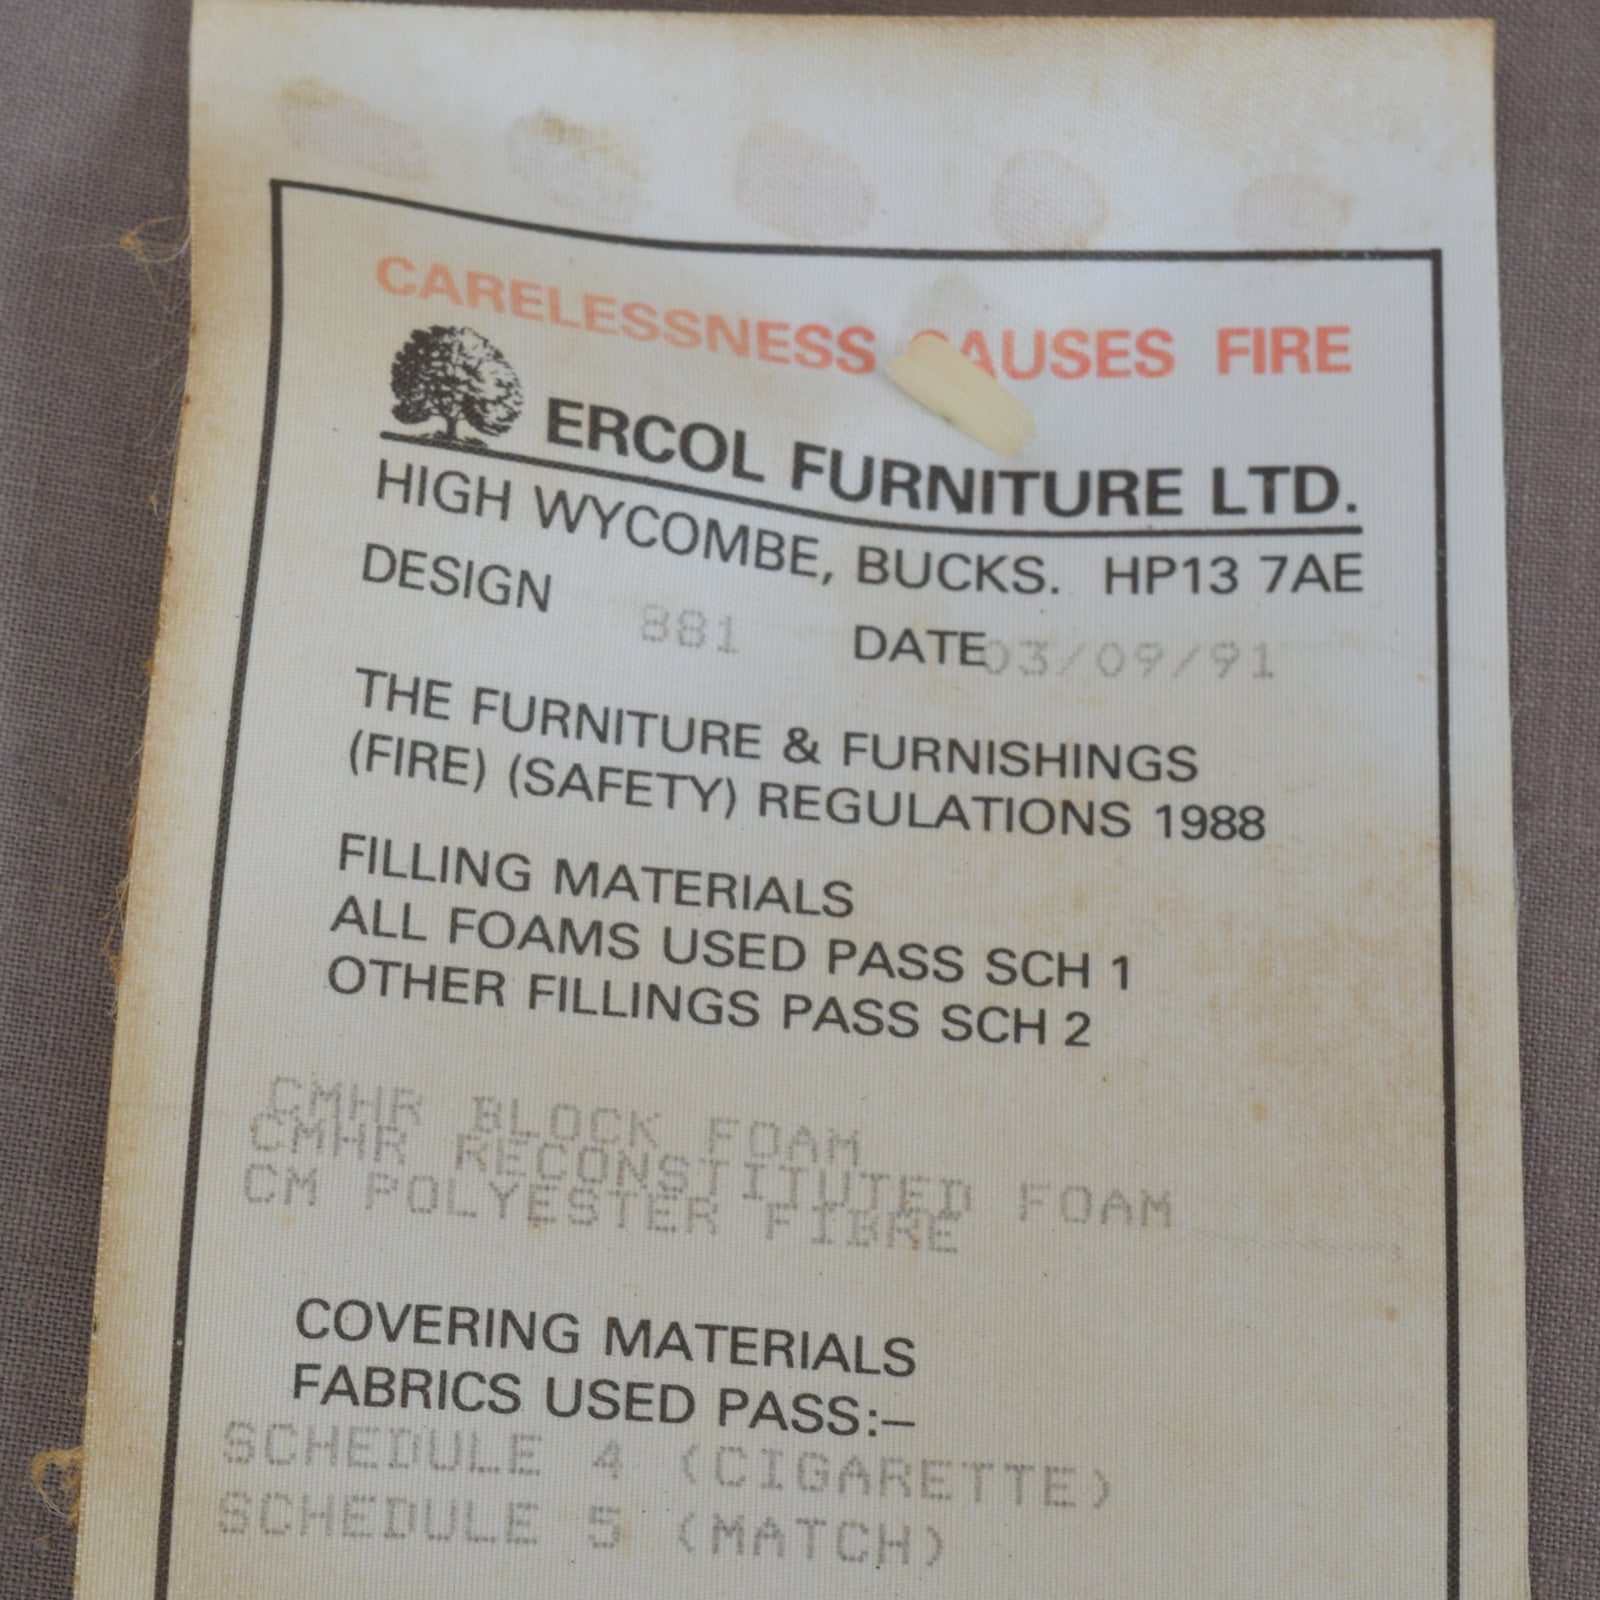 CARELESSNESS CAUSES FIRE
ERCOL FURNITURE LTD.
HIGH WYCOMBE, BUCKS. HP13 7AE
DESIGN 881 DATE 03/09/91
THE FURNITURE & FURNISHINGS
(FIRE) (SAFETY) REGULATIONS 1988
FILLING MATERIALS
ALL FOAMS USED PASS SCH 1
OTHER FILLINGS PASS SCH 2
CMHR BLOCK FOAM
CMHR RECONSTITUTED FOAM
CM POLYESTER FIBRE
COVERING MATERIALS
FABRICS USED PASS:–
SCHEDULE 4 (CIGARETTE)
SCHEDULE 5 (MATCH)